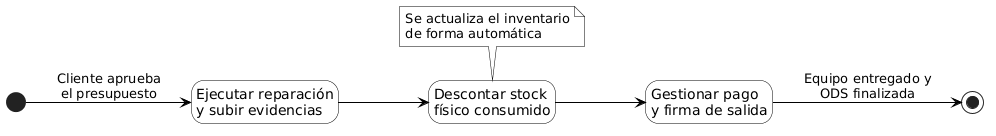 Se actualiza el inventario
de forma automática
Cliente aprueba
el presupuesto
Ejecutar reparación
y subir evidencias
Descontar stock
físico consumido
Gestionar pago
y firma de salida
Equipo entregado y
ODS finalizada